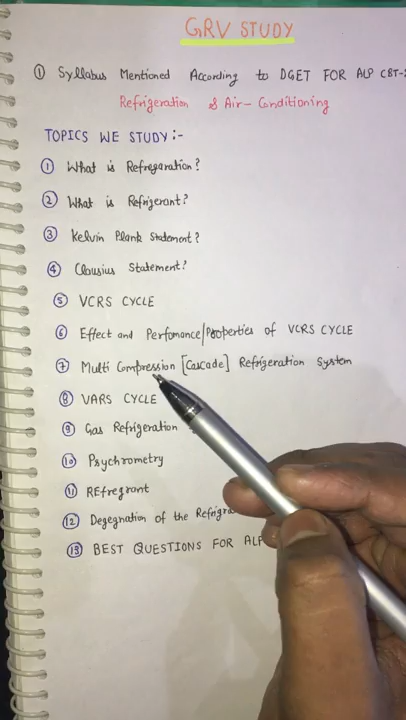 GRV STUDY
① Syllabus Mentioned According to DGET FOR ALP CBT-
Refrigeration & Air-Conditioning
TOPICS WE STUDY:-
① What is Refregaration?
② What is Refrigerant?
③ Kelvin Plank Statement?
④ Clausius Statement?
⑤ VCRS CYCLE
⑥ Effect and Perfomance/Properties of VCRS CYCLE
⑦ Multi Compression [Cascade] Refrigeration System
⑧ VARS CYCLE
⑨ Gas Refrigeration
⑩ Psychrometry
⑪ REfregrant
⑫ Degegnation of the Refrigra
⑬ BEST QUESTIONS FOR ALP